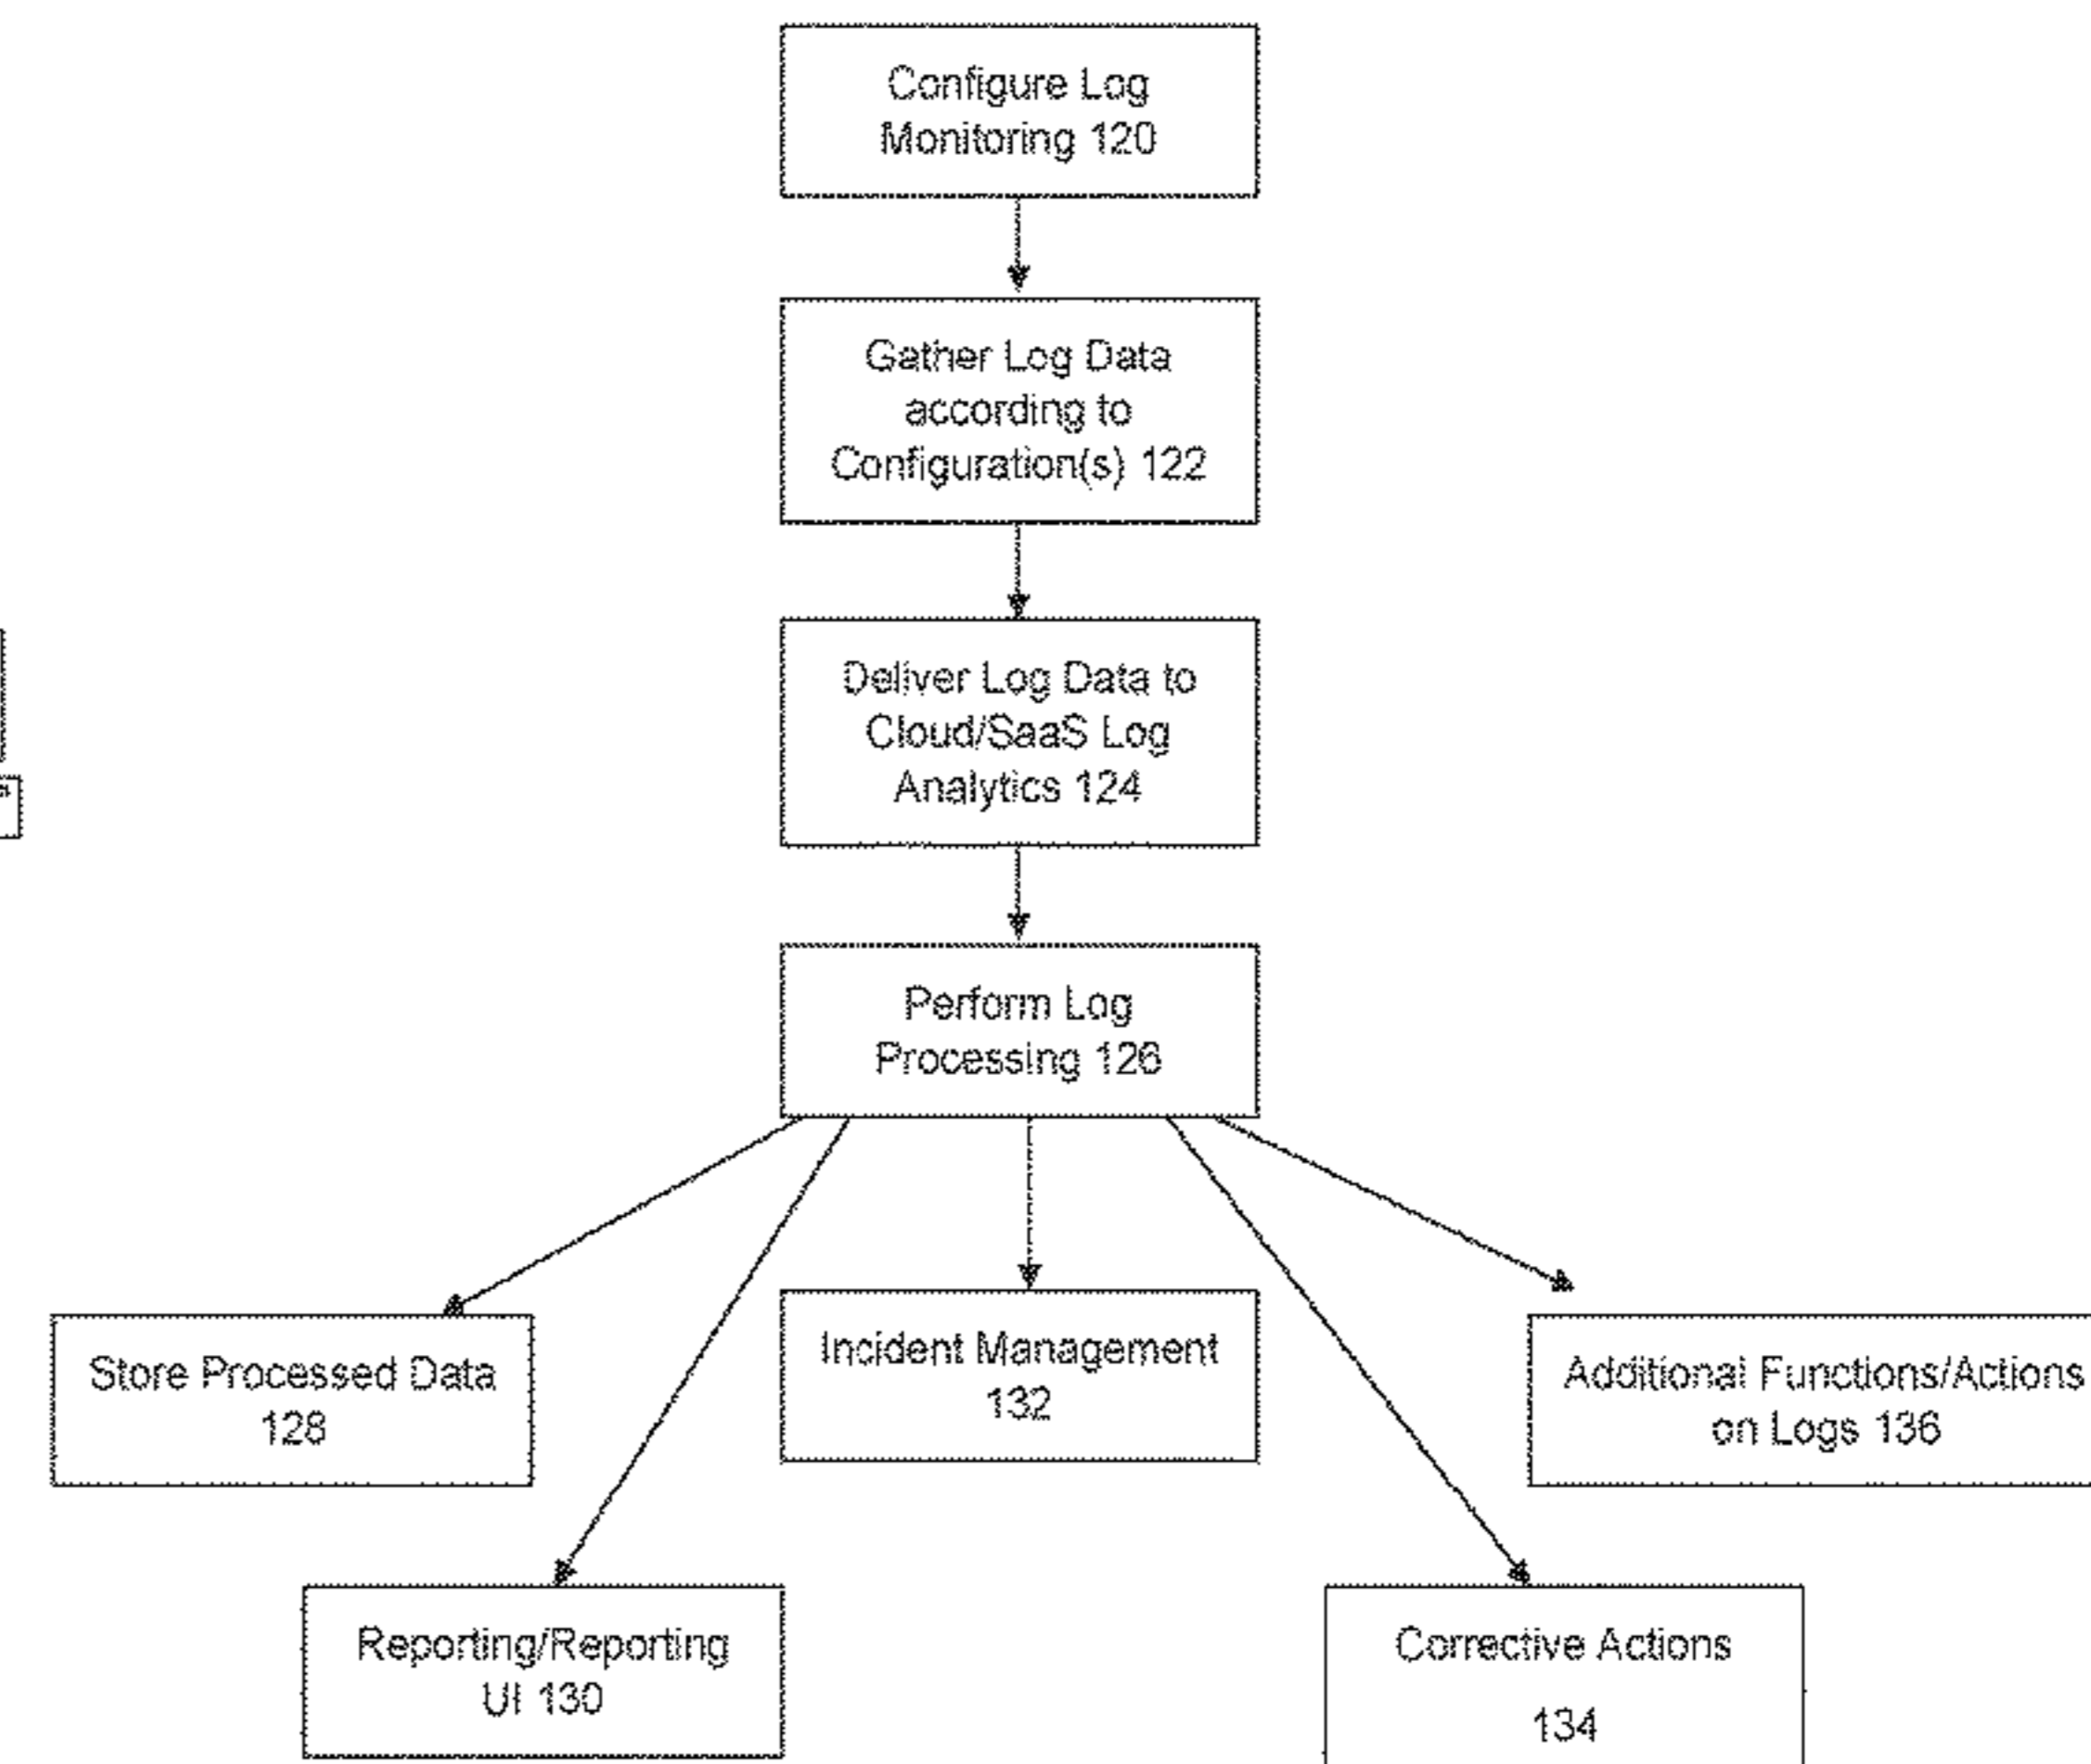 Configure Log
Monitoring 120
Gather Log Data
according to
Configuration(s) 122
Deliver Log Data to
Cloud/SaaS Log
Analytics 124
Perform Log
Processing 126
Store Processed Data
128
Incident Management
132
Additional Functions/Actions
on Logs 136
Reporting/Reporting
UI 130
Corrective Actions
134